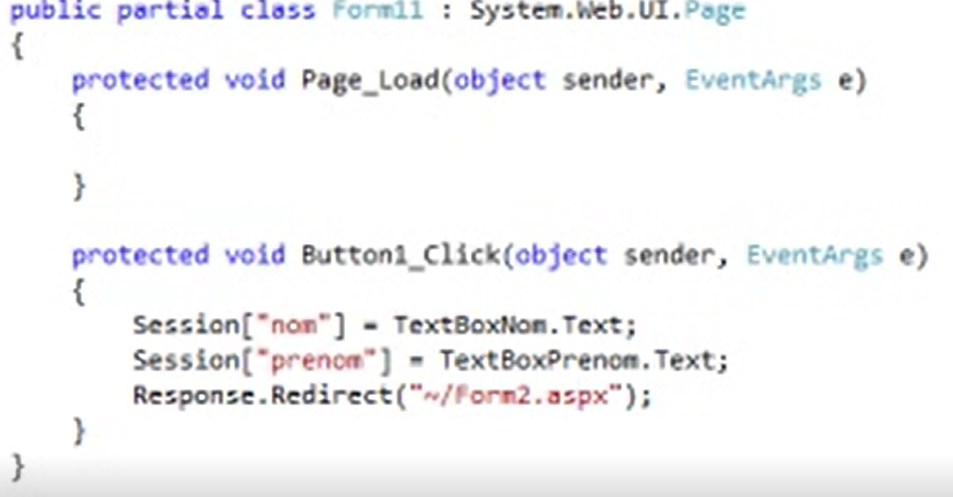 public partial class Form11 : System.Web.UI.Page
{
protected void Page_Load(object sender, EventArgs e)
{
}
protected void Button1_Click(object sender, EventArgs e)
{
Session["nom"] = TextBoxNom.Text;
Session["prenom"] = TextBoxPrenom.Text;
Response.Redirect("~/Form2.aspx");
}
}